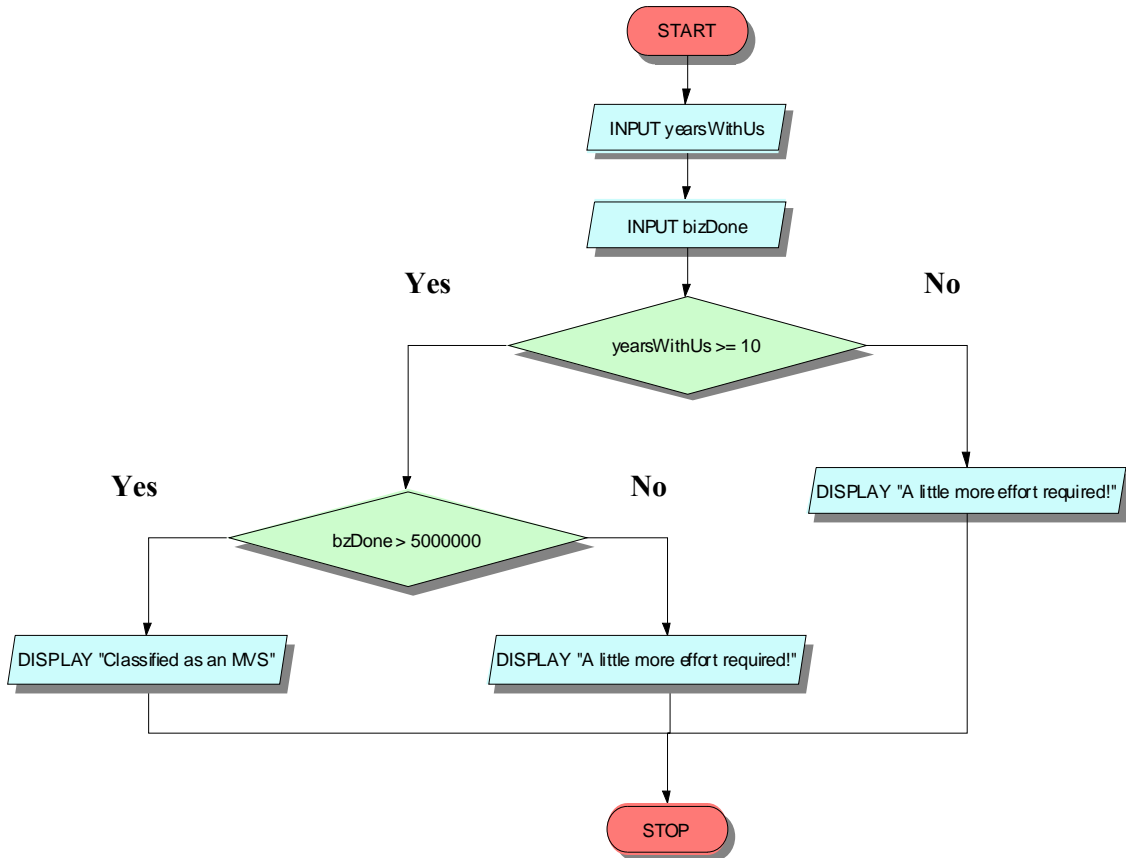 START
INPUT yearsWithUs
INPUT bizDone
Yes
No
yearsWithUs >= 10
Yes
No
DISPLAY "A little more effort required!"
bzDone > 5000000
DISPLAY "Classified as an MVS"
DISPLAY "A little more effort required!"
STOP